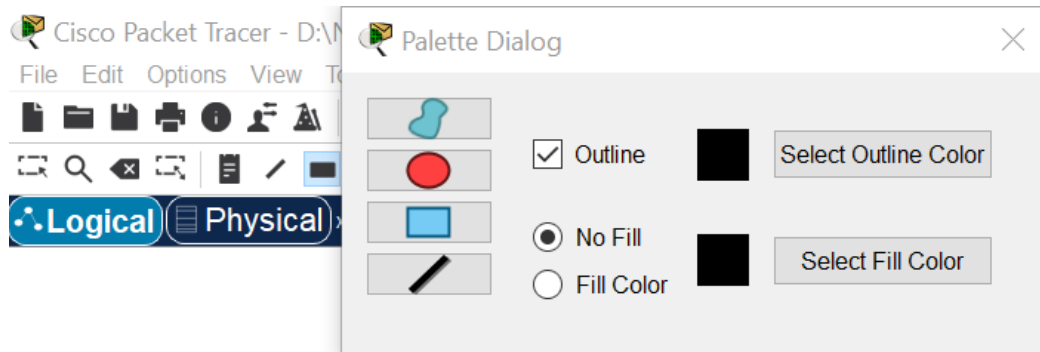 Cisco Packet Tracer - D:\
File Edit Options View
Logical Physical
Palette Dialog
Outline
Select Outline Color
No Fill
Fill Color
Select Fill Color